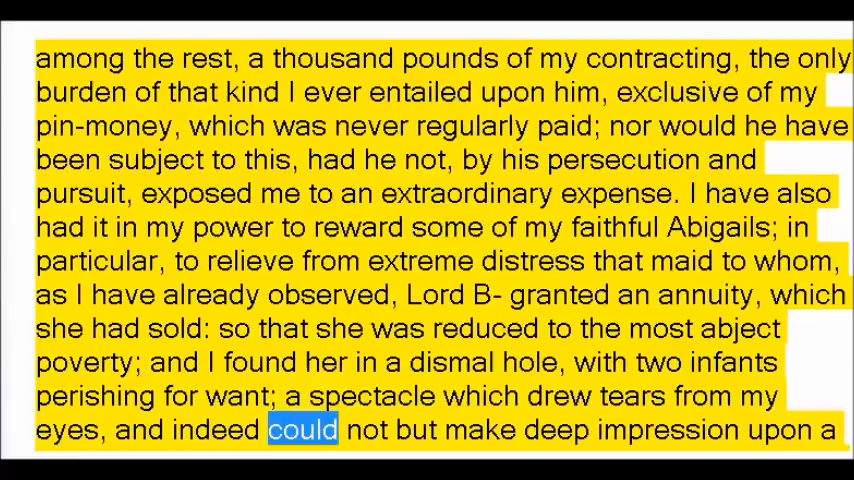 among the rest, a thousand pounds of my contracting, the only
burden of that kind I ever entailed upon him, exclusive of my
pin-money, which was never regularly paid; nor would he have
been subject to this, had he not, by his persecution and
pursuit, exposed me to an extraordinary expense. I have also
had it in my power to reward some of my faithful Abigails; in
particular, to relieve from extreme distress that maid to whom,
as I have already observed, Lord B- granted an annuity, which
she had sold: so that she was reduced to the most abject
poverty; and I found her in a dismal hole, with two infants
perishing for want; a spectacle which drew tears from my
eyes, and indeed could not but make deep impression upon a